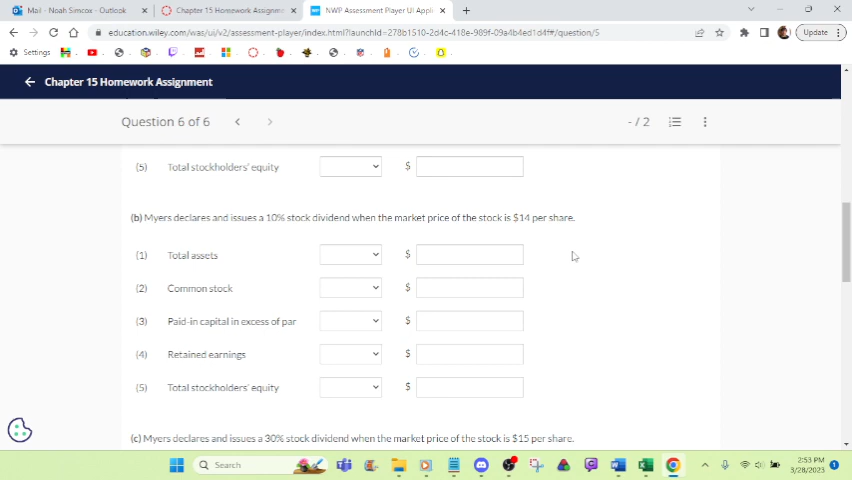 Mail - Noah Simcox - Outlook
Chapter 15 Homework Assignm
NWP Assessment Player UI Appli
education.wiley.com/was/ui/v2/assessment-player/index.html?launchId=278b1510-2d4c-418e-989f-09a4b4ed1d4f#/question/5
Update
Settings
Chapter 15 Homework Assignment
Question 6 of 6
- / 2
(5) Total stockholders' equity $
(b) Myers declares and issues a 10% stock dividend when the market price of the stock is $14 per share.
(1) Total assets $
(2) Common stock $
(3) Paid-in capital in excess of par $
(4) Retained earnings $
(5) Total stockholders' equity $
(c) Myers declares and issues a 30% stock dividend when the market price of the stock is $15 per share.
Search
2:53 PM
3/28/2023